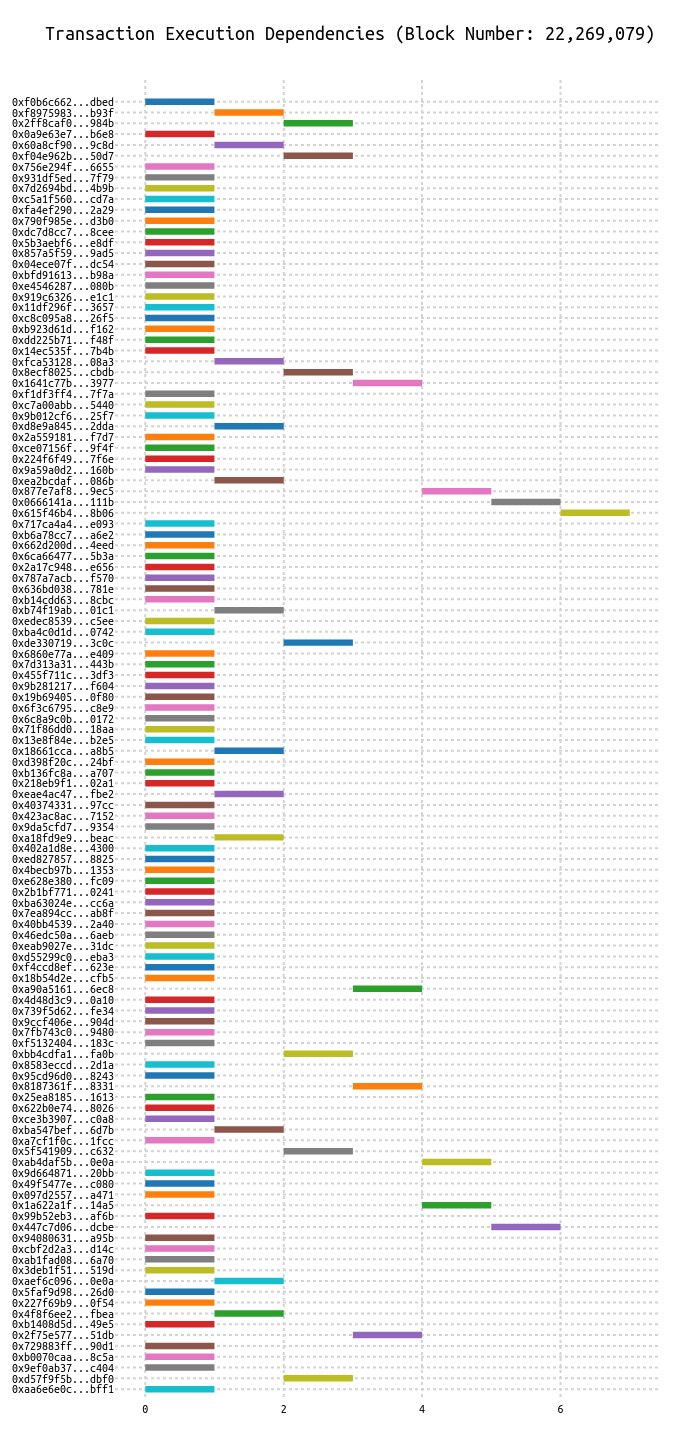 Transaction Execution Dependencies (Block Number: 22,269,079)
0xf0b6c662...dbed
0xf8975983...b93f
0x2ff8caf0...984b
0x0a9e63e7...b6e8
0x60a8cf90...9c8d
0xf04e962b...50d7
0x756e294f...6655
0x931df5ed...7f79
0x7d2694bd...4b9b
0xc5a1f560...cd7a
0xfa4ef290...2a29
0x790f985e...d3b0
0xdc7d8cc7...8cee
0x5b3aebf6...e8df
0x857a5f59...9ad5
0x04ece07f...dc54
0xbfd91613...b98a
0xe4546287...080b
0x919c6326...e1c1
0x11df296f...3657
0xc8c095a8...26f5
0xb923d61d...f162
0xdd225b71...f48f
0x14ec535f...7b4b
0xfca53128...08a3
0x8ecf8025...cbdb
0x1641c77b...3977
0xf1df3ff4...7f7a
0xc7a00abb...5440
0x9b012cf6...25f7
0xd8e9a845...2dda
0x2a559181...f7d7
0xce07156f...9f4f
0x224f6f49...7f6e
0x9a59a0d2...160b
0xea2bcdaf...086b
0x877e7af8...9ec5
0x0666141a...111b
0x615f46b4...8b06
0x717ca4a4...e093
0xb6a78cc7...a6e2
0x662d200d...4eed
0x6ca66477...5b3a
0x2a17c948...e656
0x787a7acb...f570
0x636bd038...781e
0xb14cdd63...8cbc
0xb74f19ab...01c1
0xedec8539...c5ee
0xba4c0d1d...0742
0xde330719...3c0c
0x6860e77a...e409
0x7d313a31...443b
0x455f711c...3df3
0x9b281217...f604
0x19b69405...0f80
0x6f3c6795...c8e9
0x6c8a9c0b...0172
0x71f86dd0...18aa
0x13e8f84e...b2e5
0x18661cca...a8b5
0xd398f20c...24bf
0xb136fc8a...a707
0x218eb9f1...02a1
0xeae4ac47...fbe2
0x40374331...97cc
0x423ac8ac...7152
0x9da5cfd7...9354
0xa18fd9e9...beac
0x402a1d8e...4300
0xed827857...8825
0x4becb97b...1353
0xe628e380...fc09
0x2b1bf771...0241
0xba63024e...cc6a
0x7ea894cc...ab8f
0x40bb4539...2a40
0x46edc50a...6aeb
0xeab9027e...31dc
0xd55299c0...eba3
0xf4ccd8ef...623e
0x18b54d2e...cfb5
0xa90a5161...6ec8
0x4d48d3c9...0a10
0x739f5d62...fe34
0x9ccf406e...904d
0x7fb743c0...9480
0xf5132404...183c
0xbb4cdfa1...fa0b
0x8583eccd...2d1a
0x95cd96d0...8243
0x8187361f...8331
0x25ea8185...1613
0x622b0e74...8026
0xce3b3907...c0a8
0xba547bef...6d7b
0xa7cf1f0c...1fcc
0x5f541909...c632
0xab4daf5b...0e0a
0x9d664871...20bb
0x49f5477e...c080
0x097d2557...a471
0x1a622a1f...14a5
0x99b52eb3...af6b
0x447c7d06...dcbe
0x94080631...a95b
0xcbf2d2a3...d14c
0xab1fad08...6a70
0x3deb1f51...519d
0xaef6c096...0e0a
0x5faf9d98...26d0
0x227f69b9...0f54
0x4f8f6ee2...fbea
0xb1408d5d...49e5
0x2f75e577...51db
0x729883ff...90d1
0xb0070caa...8c5a
0x9ef0ab37...c404
0xd57f9f5b...dbf0
0xaa6e6e0c...bff1
0 2 4 6